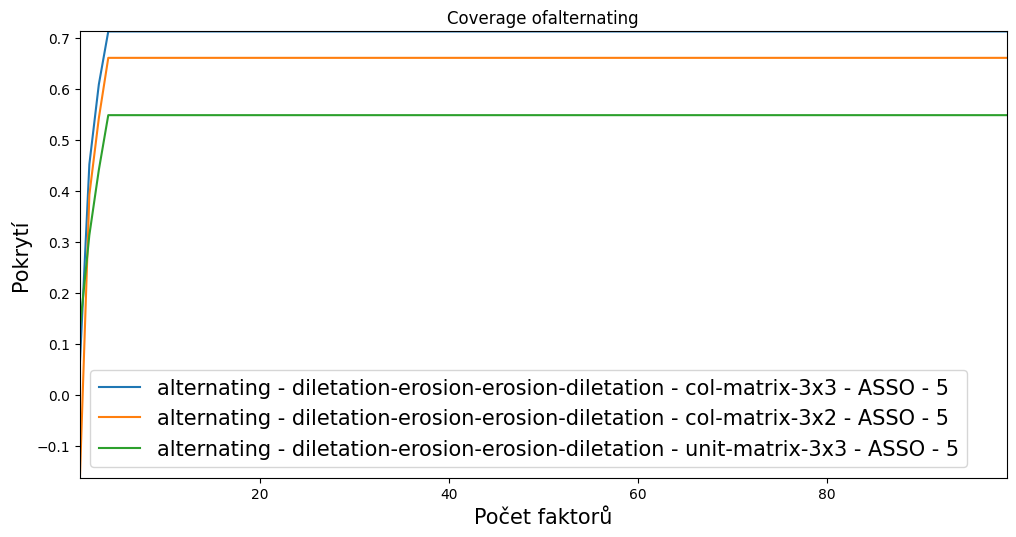 Coverage ofalternating
0.7
0.6
0.5
0.4
0.3
0.2
0.1
0.0
−0.1
Pokrytí
alternating - diletation-erosion-erosion-diletation - col-matrix-3x3 - ASSO - 5
alternating - diletation-erosion-erosion-diletation - col-matrix-3x2 - ASSO - 5
alternating - diletation-erosion-erosion-diletation - unit-matrix-3x3 - ASSO - 5
20 40 60 80
Počet faktorů